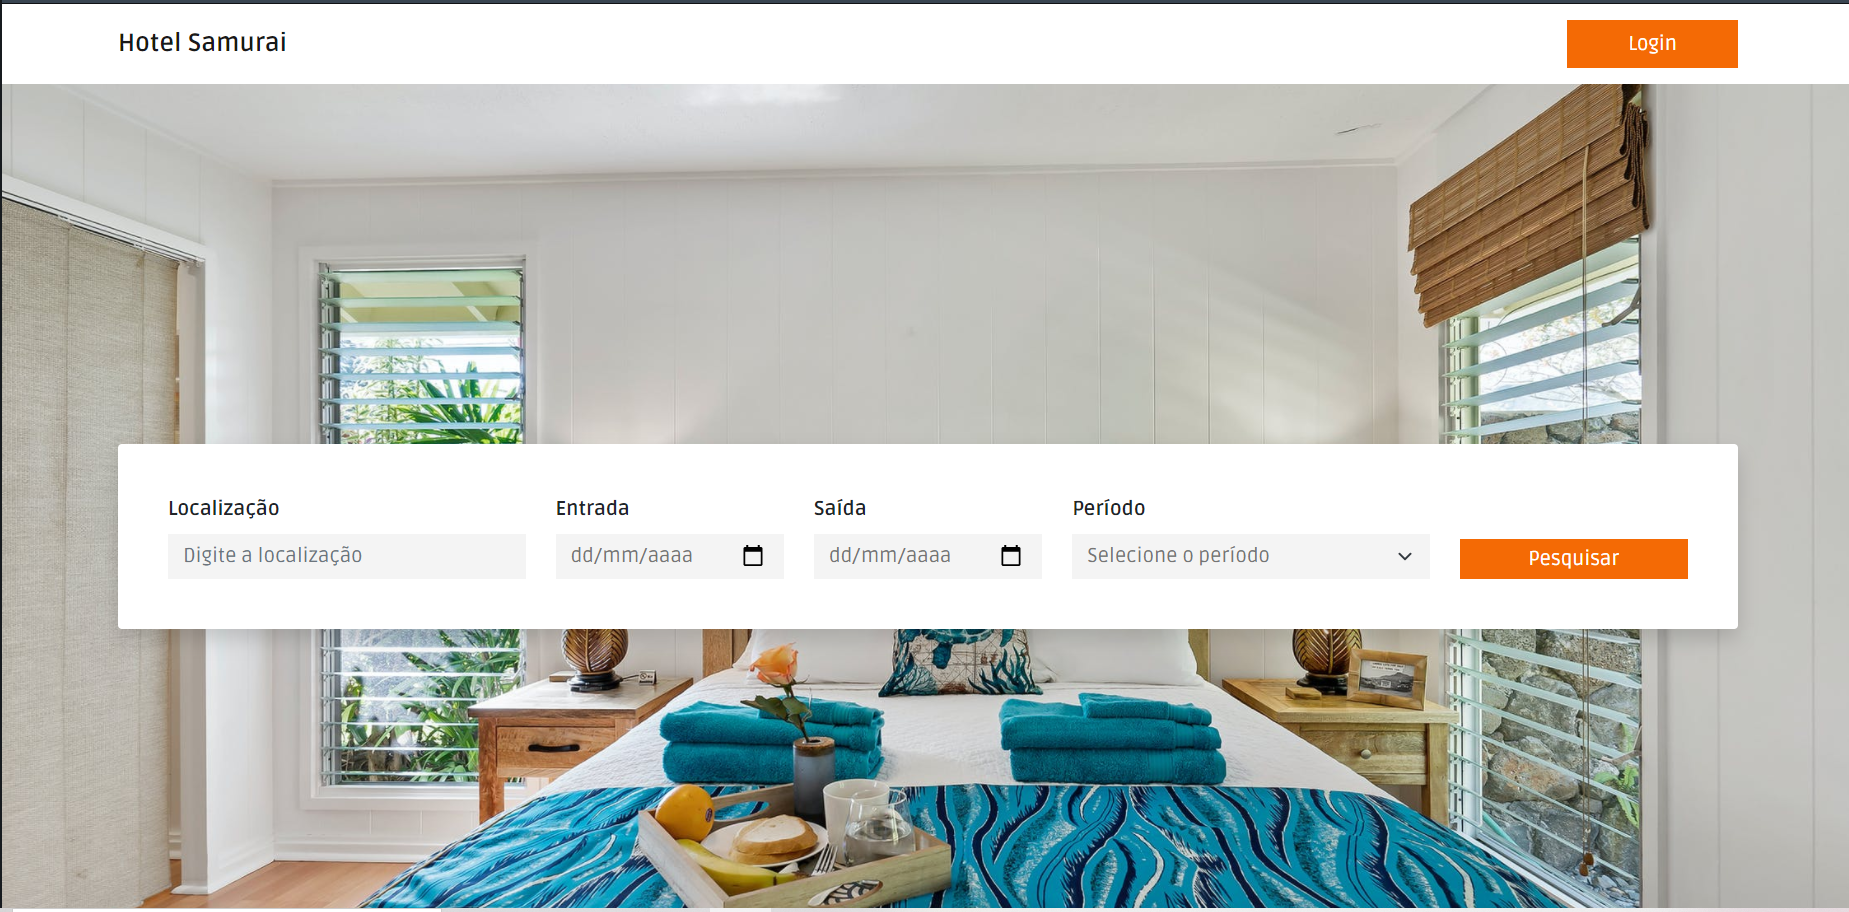 Hotel Samurai
Login
Localização
Entrada
Saída
Período
Digite a localização
dd/mm/aaaa
dd/mm/aaaa
Selecione o período
Pesquisar